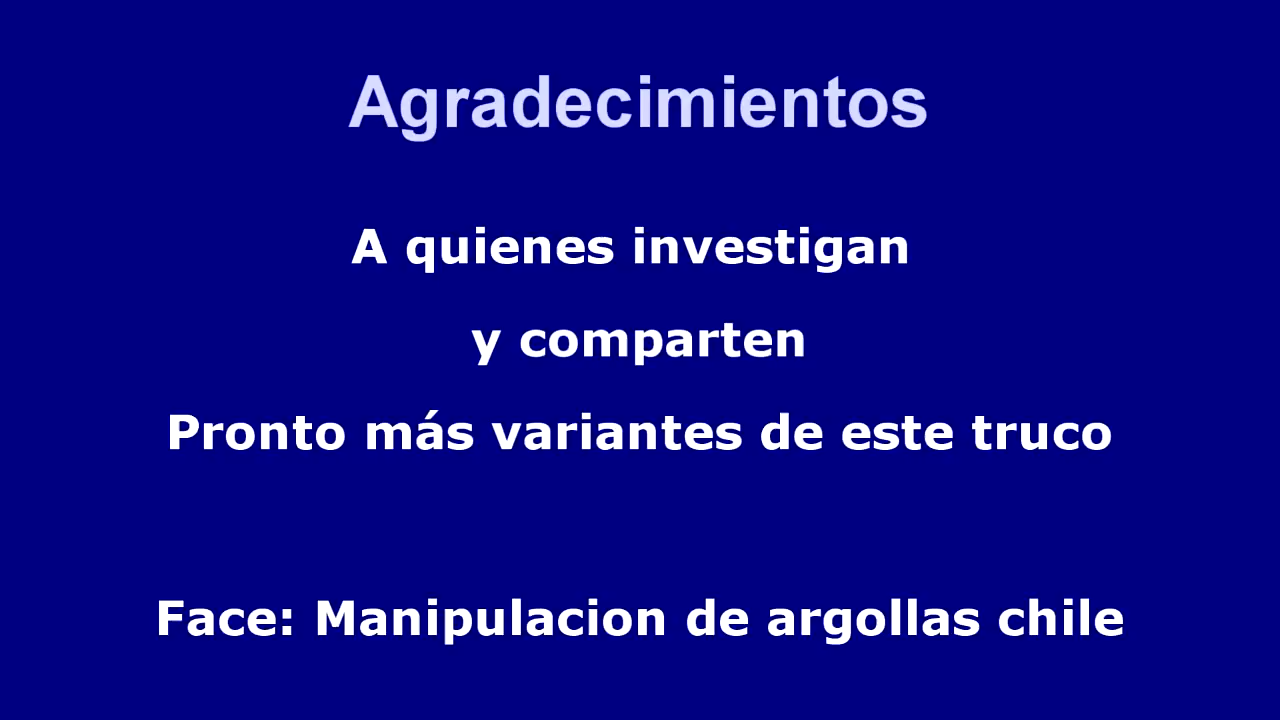 Agradecimientos
A quienes investigan
y comparten
Pronto más variantes de este truco
Face: Manipulacion de argollas chile